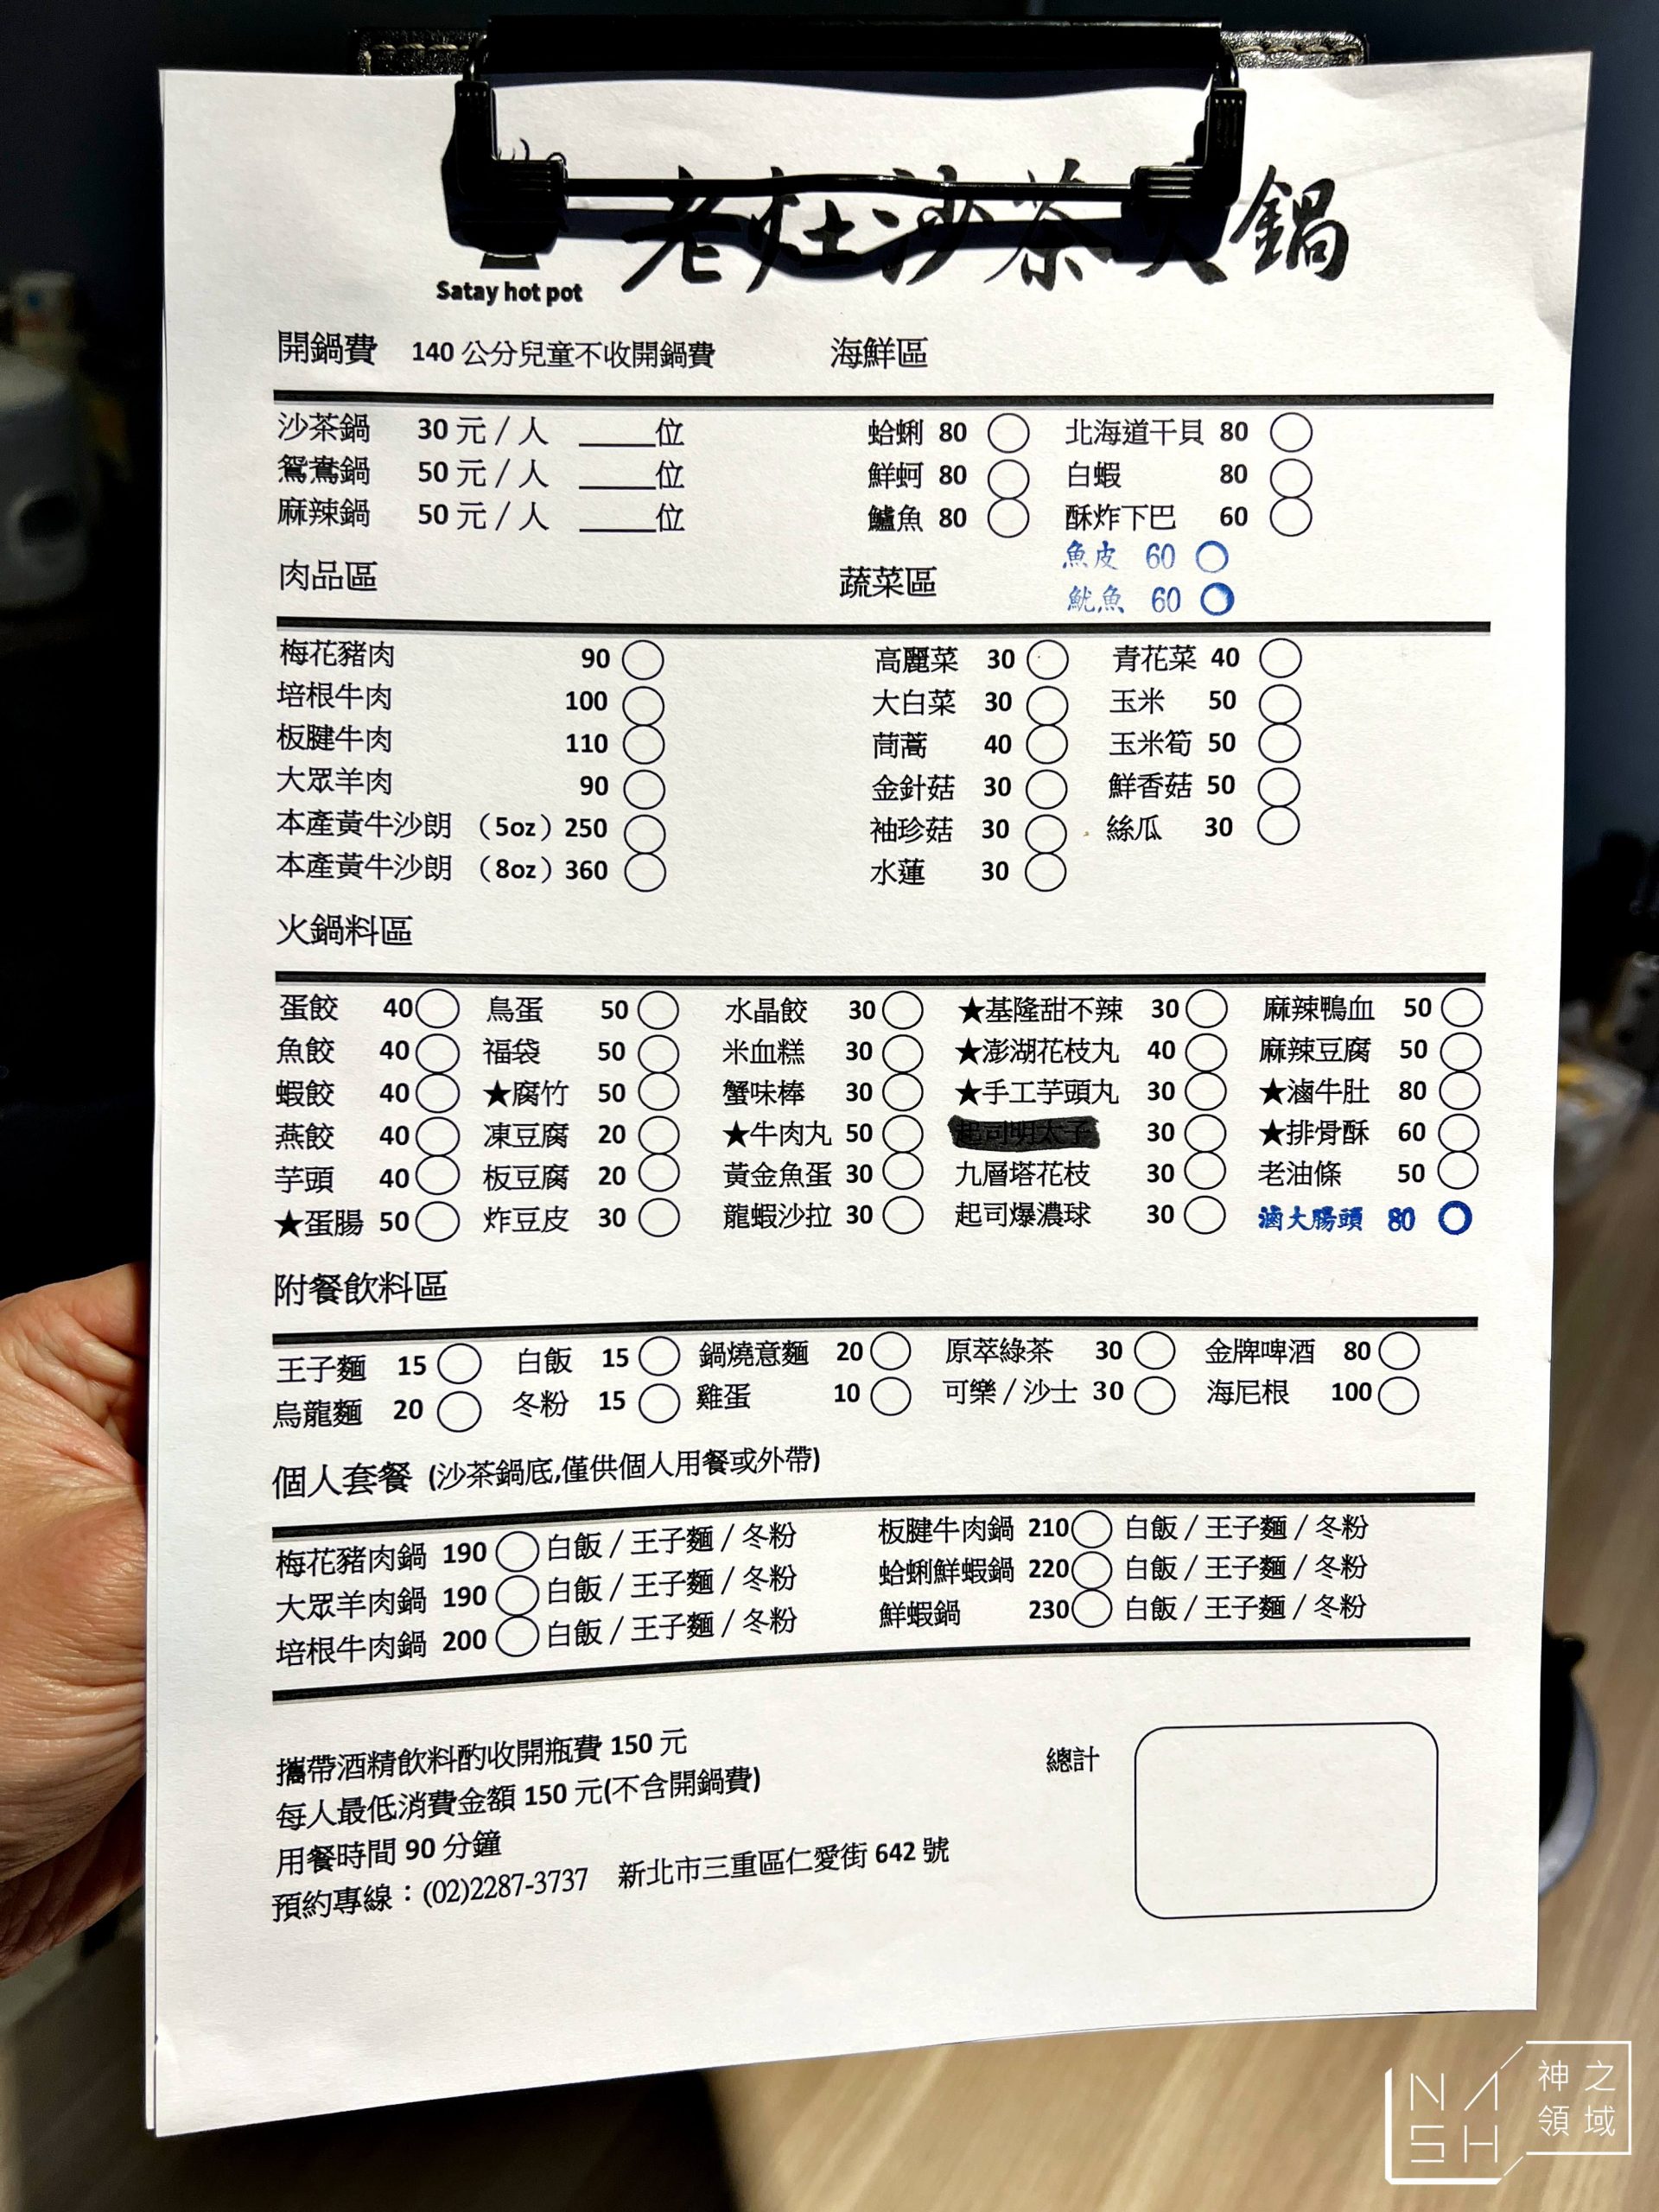 老灶沙茶火鍋
Satay hot pot
開鍋費 140 公分兒童不收開鍋費
沙茶鍋 30 元 / 人 _____位
鴛鴦鍋 50 元 / 人 _____位
麻辣鍋 50 元 / 人 _____位
海鮮區
蛤蜊 80 北海道干貝 80
鮮蚵 80 白蝦 80
鱸魚 80 酥炸下巴 60
魚皮 60
魷魚 60
肉品區
梅花豬肉 90
培根牛肉 100
板腱牛肉 110
大眾羊肉 90
本產黃牛沙朗 (5oz) 250
本產黃牛沙朗 (8oz) 360
蔬菜區
高麗菜 30 青花菜 40
大白菜 30 玉米 50
茼蒿 40 玉米筍 50
金針菇 30 鮮香菇 50
袖珍菇 30 絲瓜 30
水蓮 30
火鍋料區
蛋餃 40 鳥蛋 50 水晶餃 30 ★基隆甜不辣 30 麻辣鴨血 50
魚餃 40 福袋 50 米血糕 30 ★澎湖花枝丸 40 麻辣豆腐 50
蝦餃 40 ★腐竹 50 蟹味棒 30 ★手工芋頭丸 30 ★滷牛肚 80
燕餃 40 凍豆腐 20 ★牛肉丸 50 起司明太子 30 ★排骨酥 60
芋頭 40 板豆腐 20 黃金魚蛋 30 九層塔花枝 30 老油條 50
★蛋腸 50 炸豆皮 30 龍蝦沙拉 30 起司爆濃球 30 滷大腸頭 80
附餐飲料區
王子麵 15 白飯 15 鍋燒意麵 20 原萃綠茶 30 金牌啤酒 80
烏龍麵 20 冬粉 15 雞蛋 10 可樂 / 沙士 30 海尼根 100
個人套餐 (沙茶鍋底,僅供個人用餐或外帶)
梅花豬肉鍋 190 白飯 / 王子麵 / 冬粉 板腱牛肉鍋 210 白飯 / 王子麵 / 冬粉
大眾羊肉鍋 190 白飯 / 王子麵 / 冬粉 蛤蜊鮮蝦鍋 220 白飯 / 王子麵 / 冬粉
培根牛肉鍋 200 白飯 / 王子麵 / 冬粉 鮮蝦鍋 230 白飯 / 王子麵 / 冬粉
攜帶酒精飲料酌收開瓶費 150 元
每人最低消費金額 150 元(不含開鍋費)
用餐時間 90 分鐘
預約專線：(02)2287-3737 新北市三重區仁愛街 642 號
總計
NASH
神之
領域